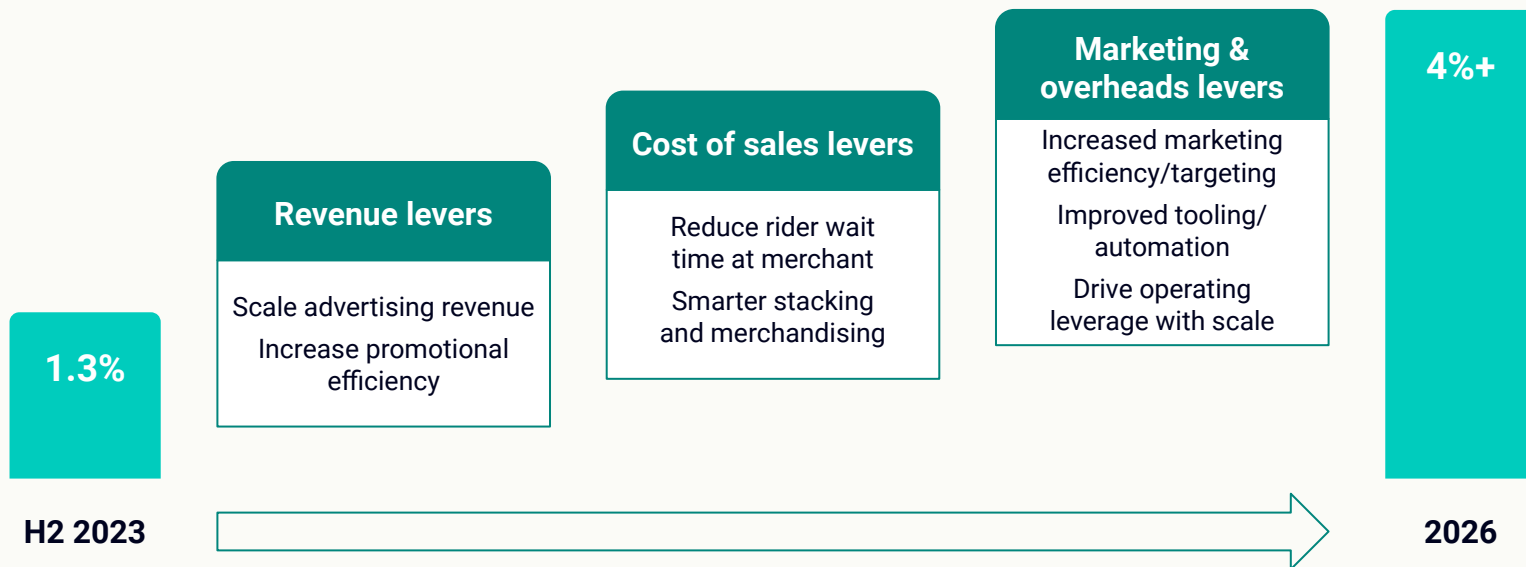 1.3%
H2 2023
Revenue levers
Scale advertising revenue
Increase promotional
efficiency
Cost of sales levers
Reduce rider wait
time at merchant
Smarter stacking
and merchandising
Marketing &
overheads levers
Increased marketing
efficiency/targeting
Improved tooling/
automation
Drive operating
leverage with scale
4%+
2026